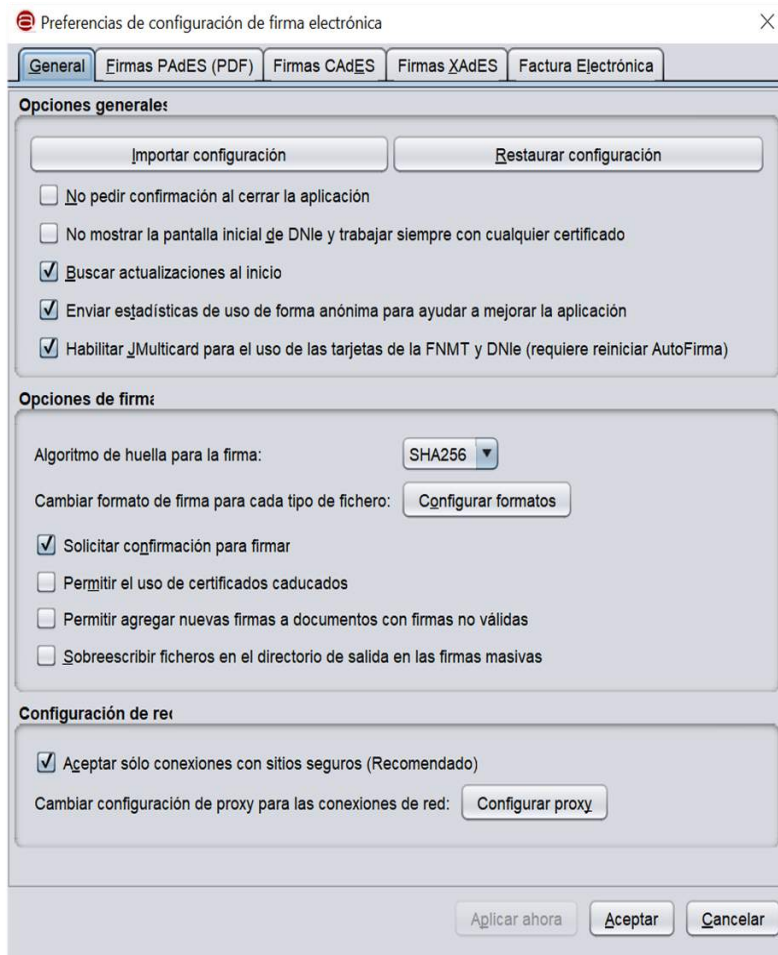 Preferencias de configuración de firma electrónica
General Firmas PAdES (PDF) Firmas CAdES Firmas XAdES Factura Electrónica
Opciones generales
Importar configuración Restaurar configuración
No pedir confirmación al cerrar la aplicación
No mostrar la pantalla inicial de DNIe y trabajar siempre con cualquier certificado
Buscar actualizaciones al inicio
Enviar estadísticas de uso de forma anónima para ayudar a mejorar la aplicación
Habilitar JMulticard para el uso de las tarjetas de la FNMT y DNIe (requiere reiniciar AutoFirma)
Opciones de firma
Algoritmo de huella para la firma: SHA256
Cambiar formato de firma para cada tipo de fichero: Configurar formatos
Solicitar confirmación para firmar
Permitir el uso de certificados caducados
Permitir agregar nuevas firmas a documentos con firmas no válidas
Sobreescribir ficheros en el directorio de salida en las firmas masivas
Configuración de red
Aceptar sólo conexiones con sitios seguros (Recomendado)
Cambiar configuración de proxy para las conexiones de red: Configurar proxy
Aplicar ahora Aceptar Cancelar